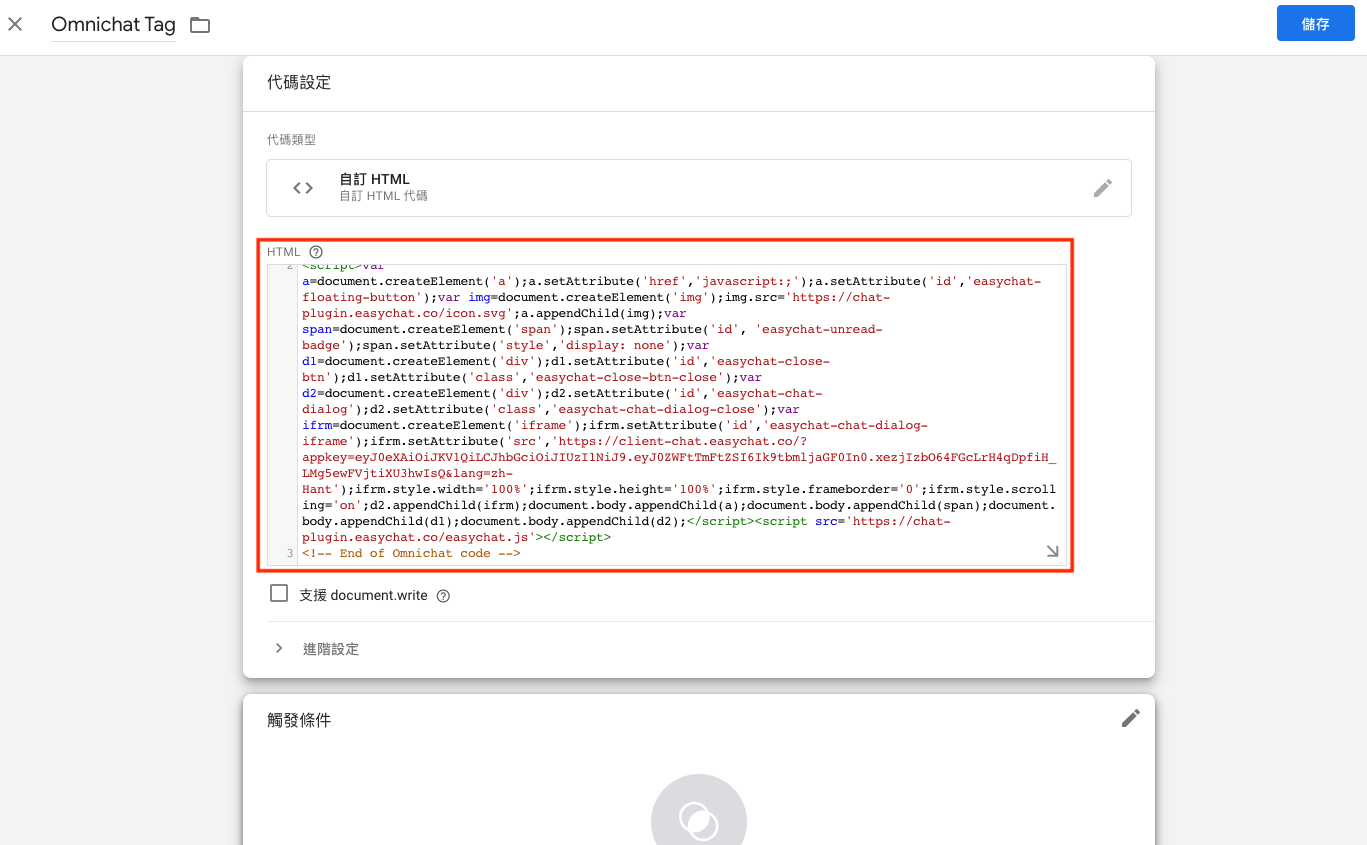 Omnichat Tag
儲存
代碼設定
代碼類型
自訂 HTML
自訂 HTML 代碼
HTML
2 <script>var
a=document.createElement('a');a.setAttribute('href','javascript:;');a.setAttribute('id','easychat-
floating-button');var img=document.createElement('img');img.src='https://chat-
plugin.easychat.co/icon.svg';a.appendChild(img);var
span=document.createElement('span');span.setAttribute('id', 'easychat-unread-
badge');span.setAttribute('style','display: none');var
d1=document.createElement('div');d1.setAttribute('id','easychat-close-
btn');d1.setAttribute('class','easychat-close-btn-close');var
d2=document.createElement('div');d2.setAttribute('id','easychat-chat-
dialog');d2.setAttribute('class','easychat-chat-dialog-close');var
ifrm=document.createElement('iframe');ifrm.setAttribute('id','easychat-chat-dialog-
iframe');ifrm.setAttribute('src','https://client-chat.easychat.co/?
appkey=eyJ0eXAiOiJKV1QiLCJhbGciOiJIUzI1NiJ9.eyJ0ZWFtTmFtZSI6Ik9tbmljaGF0In0.xezjIzbO64FGcLrH4qDpfiH_
LMg5ewFVjtiXU3hwIsQ&lang=zh-
Hant');ifrm.style.width='100%';ifrm.style.height='100%';ifrm.style.frameborder='0';ifrm.style.scroll
ing='on';d2.appendChild(ifrm);document.body.appendChild(a);document.body.appendChild(span);document.
body.appendChild(d1);document.body.appendChild(d2);</script><script src='https://chat-
plugin.easychat.co/easychat.js'></script>
3 <!-- End of Omnichat code -->
支援 document.write
進階設定
觸發條件